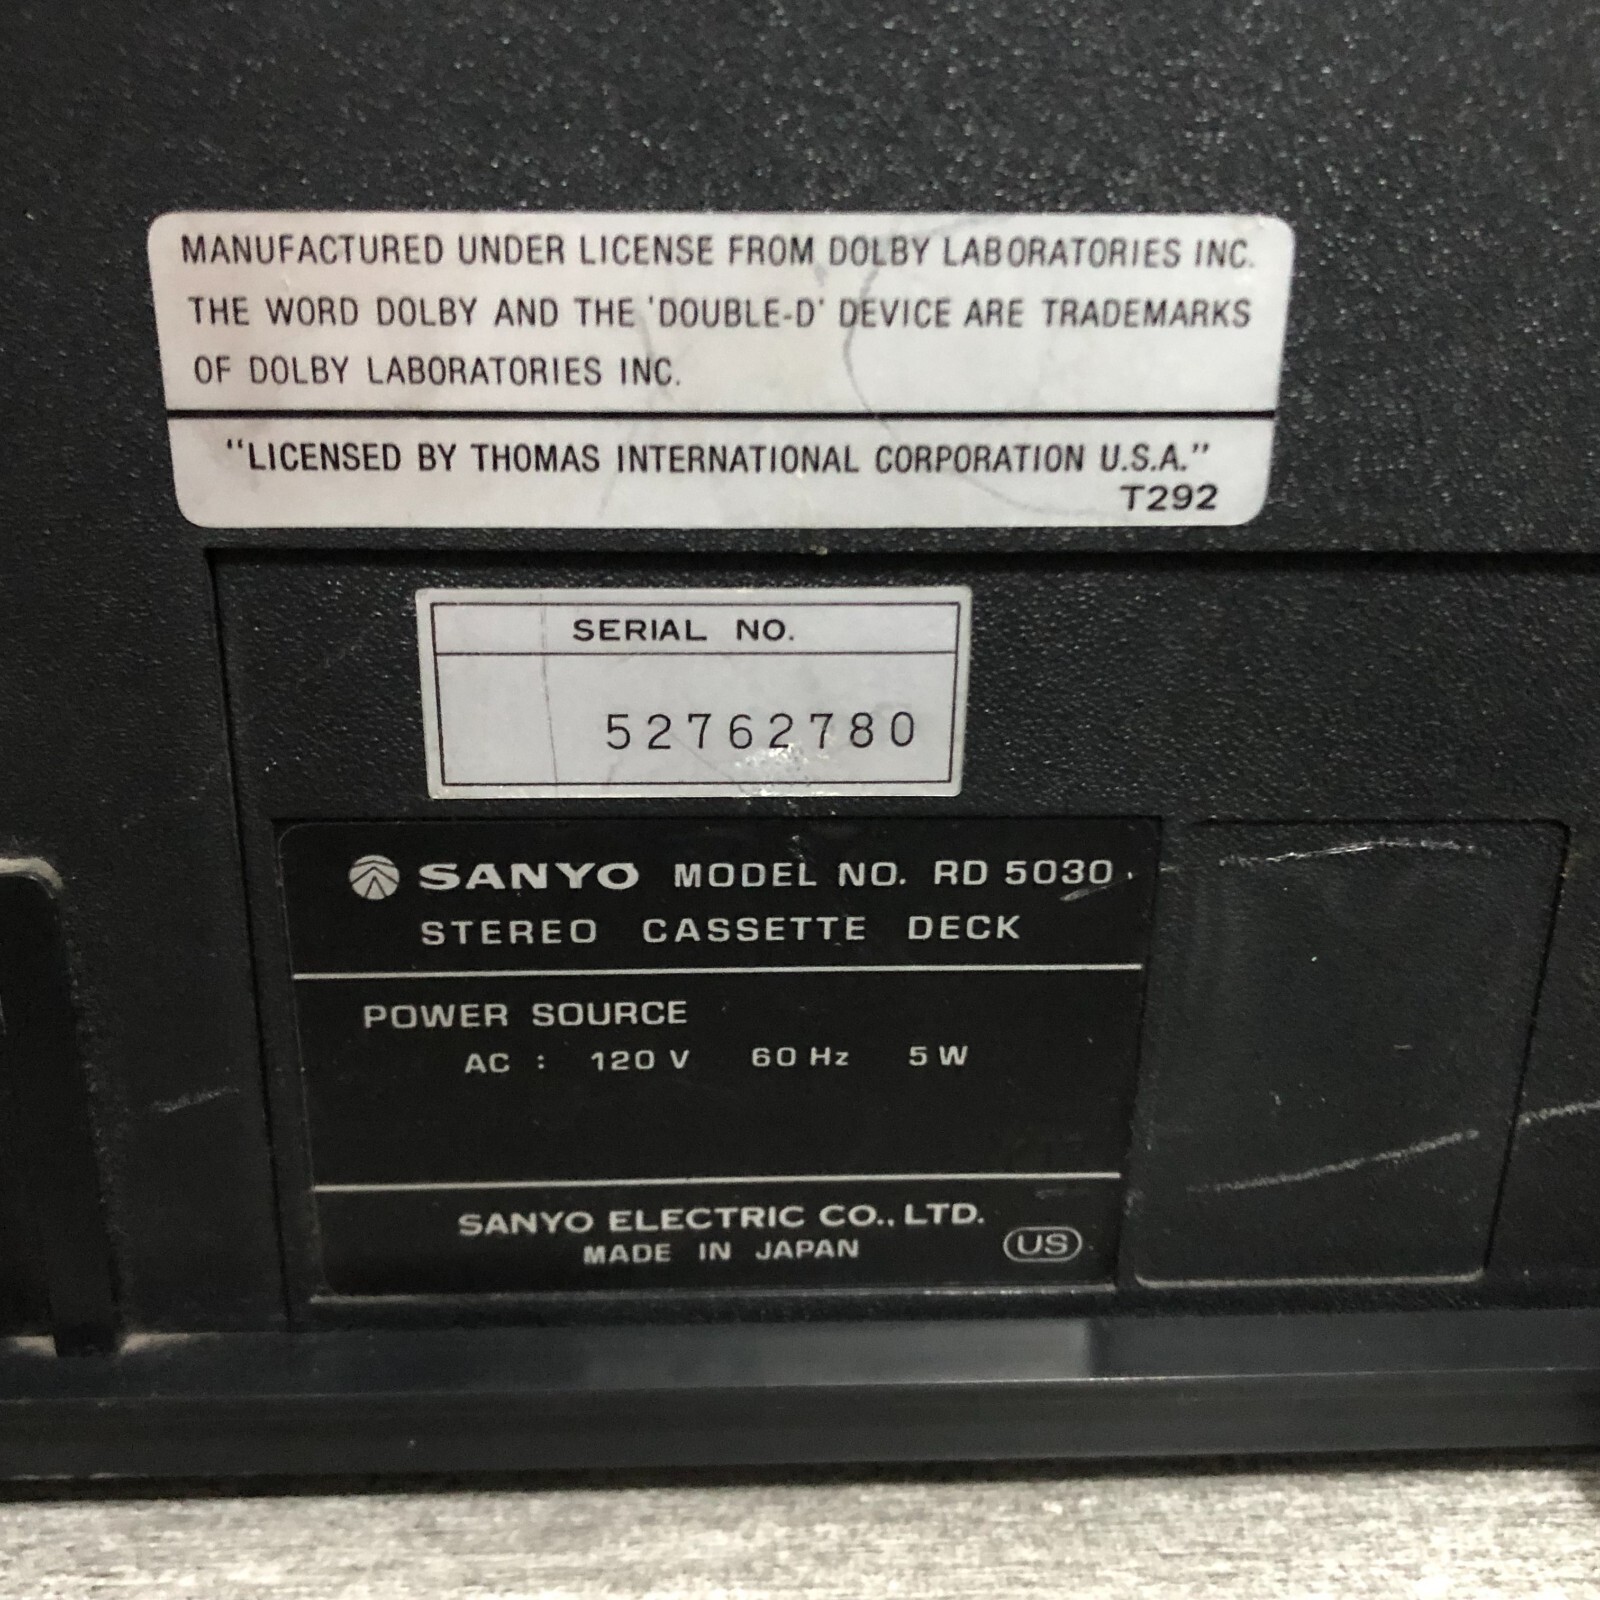 MANUFACTURED UNDER LICENSE FROM DOLBY LABORATORIES INC.
THE WORD DOLBY AND THE 'DOUBLE-D' DEVICE ARE TRADEMARKS
OF DOLBY LABORATORIES INC.
"LICENSED BY THOMAS INTERNATIONAL CORPORATION U.S.A."
T292
SERIAL NO.
52762780
SANYO MODEL NO. RD 5030
STEREO CASSETTE DECK
POWER SOURCE
AC : 120 V 60 Hz 5 W
SANYO ELECTRIC CO., LTD.
MADE IN JAPAN
US